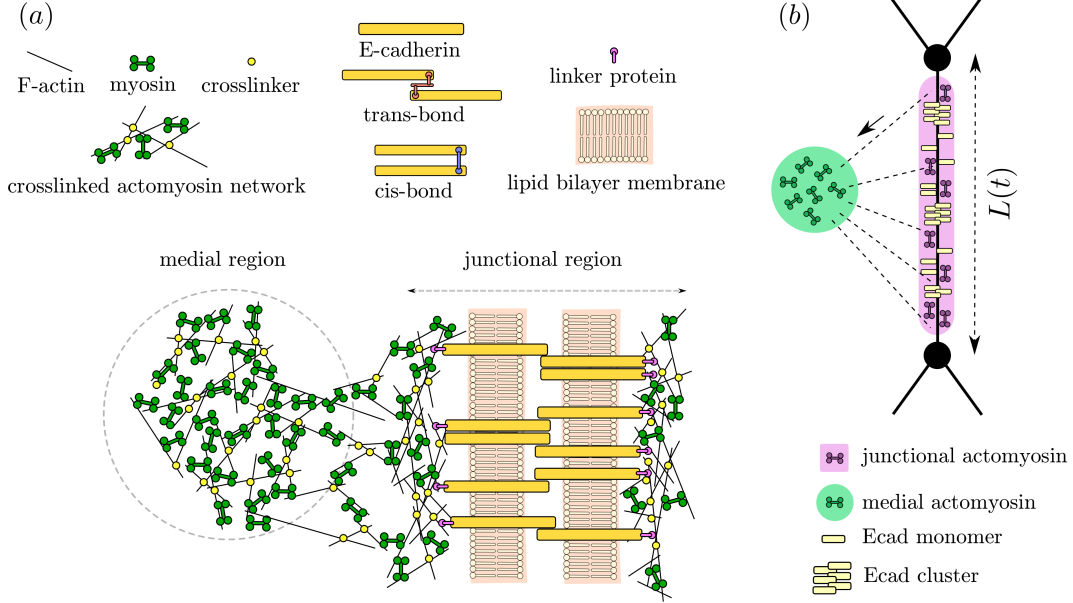 (a)
F-actin
myosin
crosslinker
crosslinked actomyosin network
E-cadherin
trans-bond
cis-bond
linker protein
lipid bilayer membrane
medial region
junctional region
(b)
L(t)
junctional actomyosin
medial actomyosin
Ecad monomer
Ecad cluster